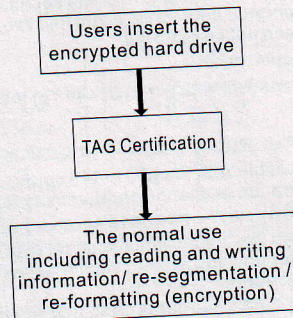 Users insert the
encrypted hard drive
TAG Certification
The normal use
including reading and writing
information/ re-segmentation /
re-formatting (encryption)